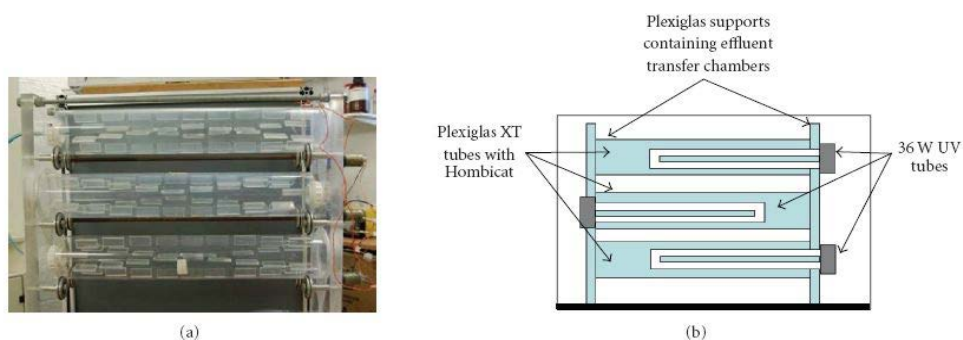 Plexiglas supports
containing effluent
transfer chambers
Plexiglas XT
tubes with
Hombicat
36 W UV
tubes
(a)
(b)